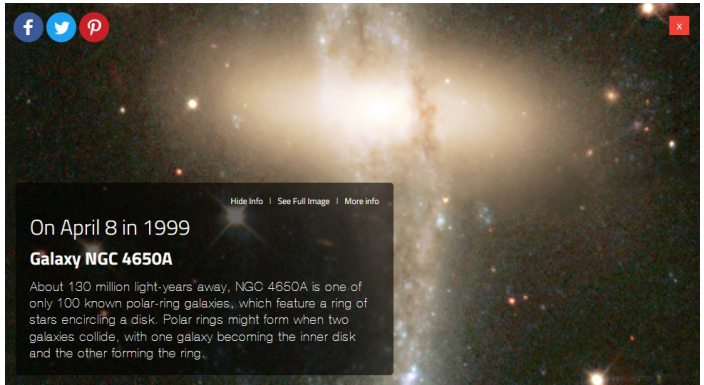 x
Hide Info | See Full Image | More info
On April 8 in 1999
Galaxy NGC 4650A
About 130 million light-years away, NGC 4650A is one of
only 100 known polar-ring galaxies, which feature a ring of
stars encircling a disk. Polar rings might form when two
galaxies collide, with one galaxy becoming the inner disk
and the other forming the ring.